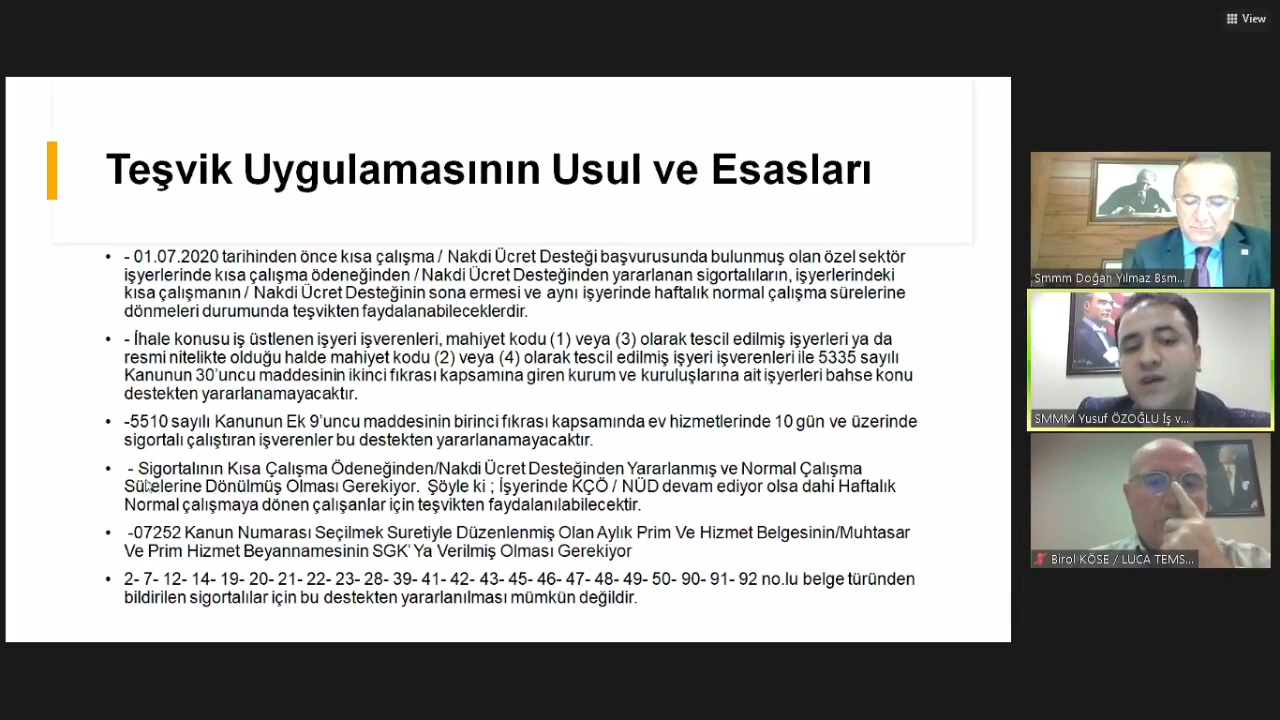 View
Teşvik Uygulamasının Usul ve Esasları
• - 01.07.2020 tarihinden önce kısa çalışma / Nakdi Ücret Desteği başvurusunda bulunmuş olan özel sektör
işyerlerinde kısa çalışma ödeneğinden / Nakdi Ücret Desteğinden yararlanan sigortalıların, işyerlerindeki
kısa çalışmanın / Nakdi Ücret Desteğinin sona ermesi ve aynı işyerinde haftalık normal çalışma sürelerine
dönmeleri durumunda teşvikten faydalanabileceklerdir.
• - İhale konusu iş üstlenen işyeri işverenleri, mahiyet kodu (1) veya (3) olarak tescil edilmiş işyerleri ya da
resmi nitelikte olduğu halde mahiyet kodu (2) veya (4) olarak tescil edilmiş işyeri işverenleri ile 5335 sayılı
Kanunun 30'uncu maddesinin ikinci fıkrası kapsamına giren kurum ve kuruluşlarına ait işyerleri bahse konu
destekten yararlanamayacaktır.
• -5510 sayılı Kanunun Ek 9'uncu maddesinin birinci fıkrası kapsamında ev hizmetlerinde 10 gün ve üzerinde
sigortalı çalıştıran işverenler bu destekten yararlanamayacaktır.
• - Sigortalının Kısa Çalışma Ödeneğinden/Nakdi Ücret Desteğinden Yararlanmış ve Normal Çalışma
Sürelerine Dönülmüş Olması Gerekiyor. Şöyle ki ; İşyerinde KÇÖ / NÜD devam ediyor olsa dahi Haftalık
Normal çalışmaya dönen çalışanlar için teşvikten faydalanılabilecektir.
• -07252 Kanun Numarası Seçilmek Suretiyle Düzenlenmiş Olan Aylık Prim Ve Hizmet Belgesinin/Muhtasar
Ve Prim Hizmet Beyannamesinin SGK' Ya Verilmiş Olması Gerekiyor
• 2- 7- 12- 14- 19- 20- 21- 22- 23- 28- 39- 41- 42- 43- 45- 46- 47- 48- 49- 50- 90- 91- 92 no.lu belge türünden
bildirilen sigortalılar için bu destekten yararlanılması mümkün değildir.
Smmm Doğan Yılmaz Bsm...
SMMM Yusuf ÖZOĞLU İş v...
Birol KÖSE / LUCA TEMS...